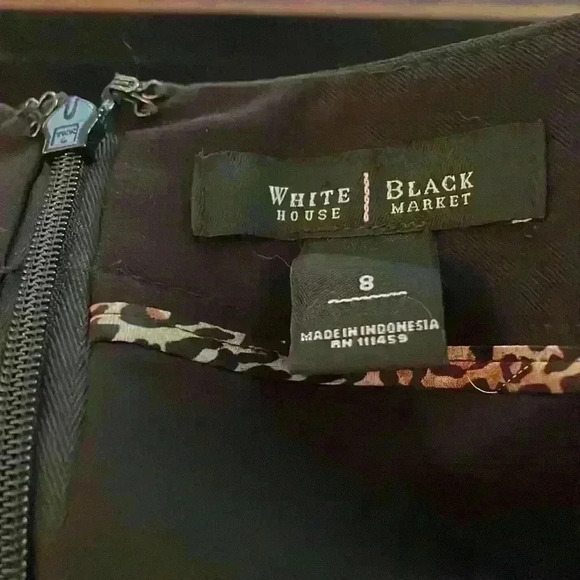 WHITE HOUSE
BLACK MARKET
8
MADE IN INDONESIA
RN 111459